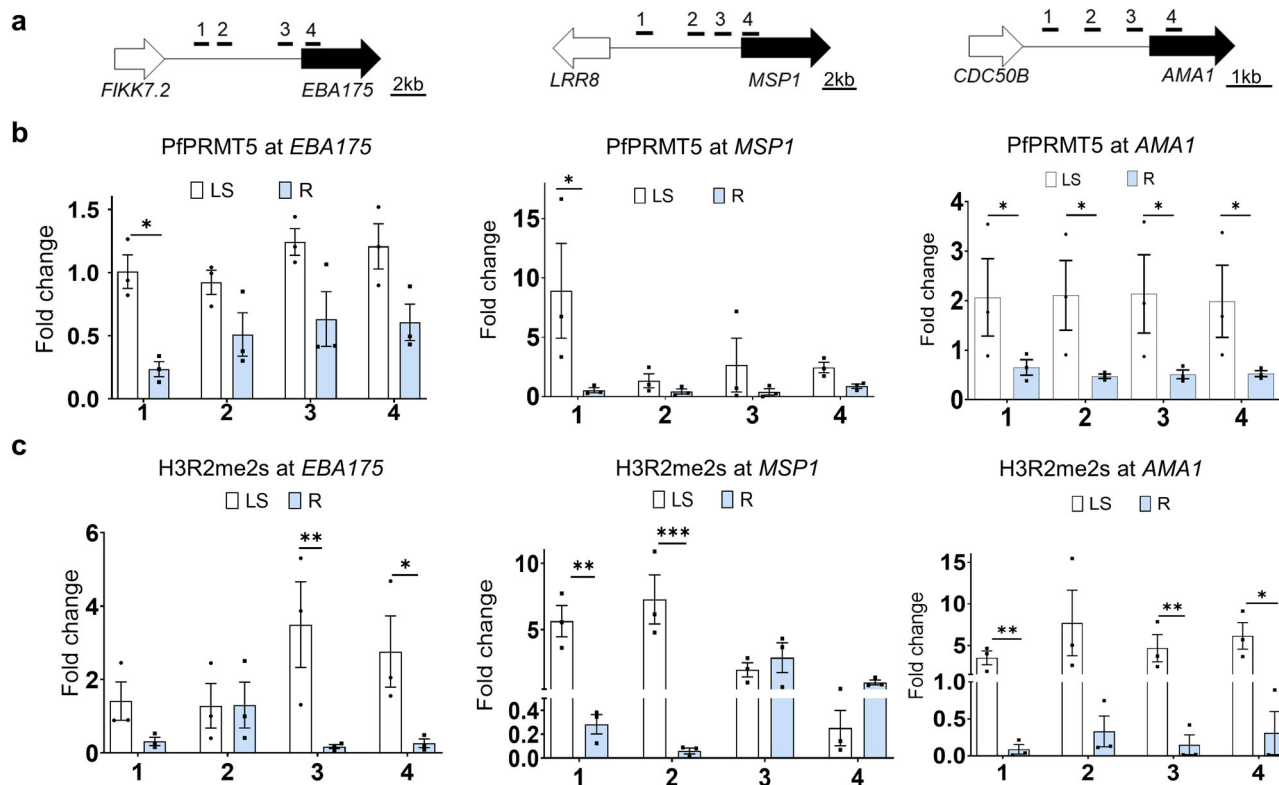 a
1 2 3 4
FIKK7.2 EBA175 2kb
1 2 3 4
LRR8 MSP1 2kb
1 2 3 4
CDC50B AMA1 1kb
b
PfPRMT5 at EBA175
LS R
*
Fold change
1.5
1.0
0.5
0.0
1 2 3 4
PfPRMT5 at MSP1
LS R
*
Fold change
15
10
5
0
1 2 3 4
PfPRMT5 at AMA1
LS R
* * * *
Fold change
4
3
2
1
0
1 2 3 4
c
H3R2me2s at EBA175
LS R
** *
Fold change
6
4
2
0
1 2 3 4
H3R2me2s at MSP1
LS R
** ***
Fold change
10
5
0.4
0.2
0.0
1 2 3 4
H3R2me2s at AMA1
LS R
** ** *
Fold change
15
10
5
1.0
0.5
0.0
1 2 3 4